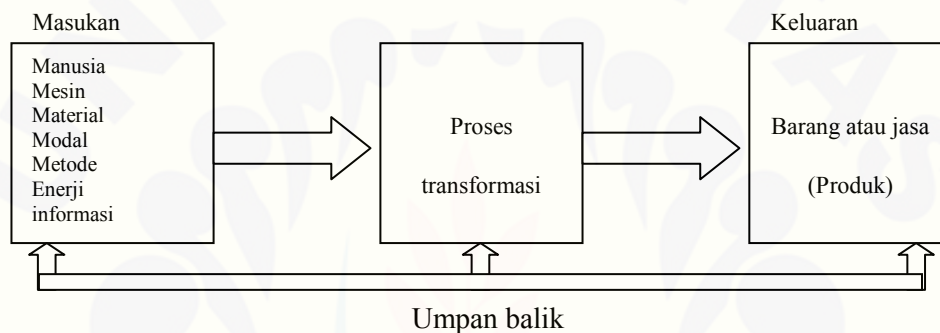 Masukan
Manusia
Mesin
Material
Modal
Metode
Enerji
informasi
Proses
transformasi
Keluaran
Barang atau jasa
(Produk)
Umpan balik